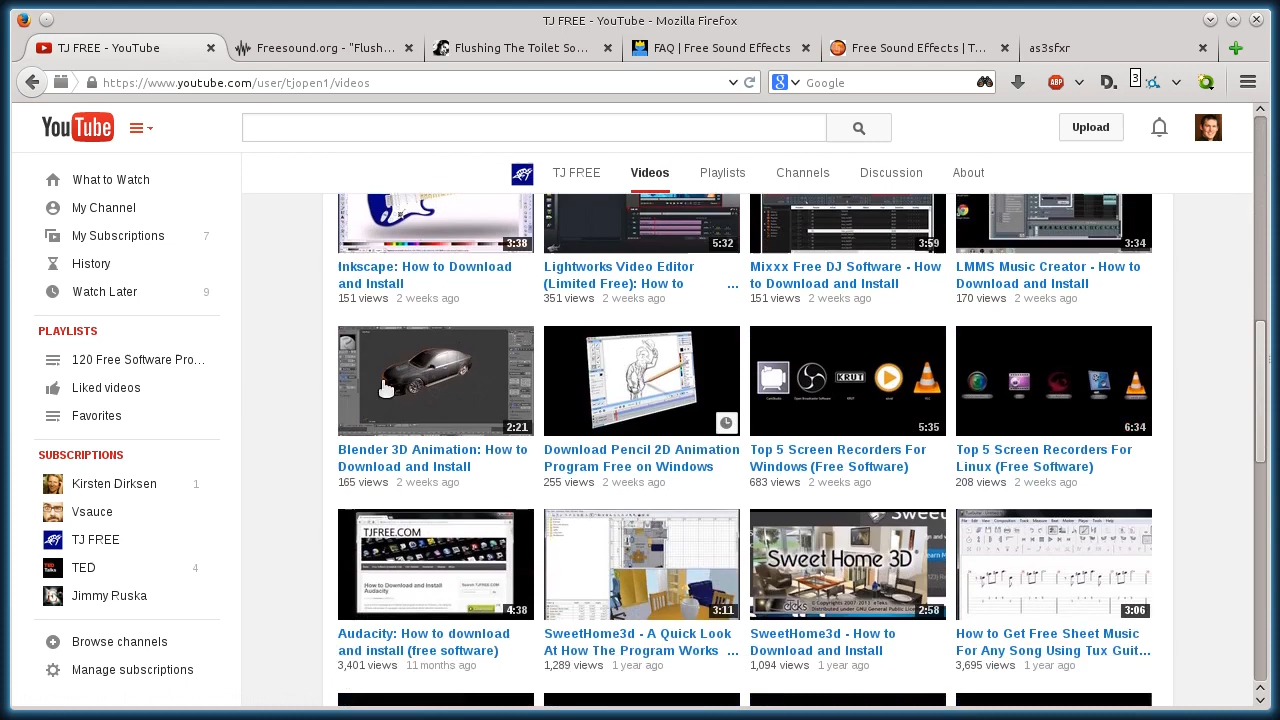 TJ FREE - YouTube - Mozilla Firefox
TJ FREE - YouTube
Freesound.org - "Flush...
Flushing The Toilet So...
FAQ | Free Sound Effects
Free Sound Effects | T...
as3sfxr
https://www.youtube.com/user/tjopen1/videos
Google
ABP
D.
3
YouTube
Upload
TJ FREE
Videos
Playlists
Channels
Discussion
About
What to Watch
My Channel
My Subscriptions 7
History
Watch Later 9
PLAYLISTS
120 Free Software Pro...
Liked videos
Favorites
SUBSCRIPTIONS
Kirsten Dirksen 1
Vsauce
TJ FREE
TED 4
Jimmy Ruska
Browse channels
Manage subscriptions
3:38
5:32
3:59
3:34
Inkscape: How to Download
and Install
151 views 2 weeks ago
Lightworks Video Editor
(Limited Free): How to ...
351 views 2 weeks ago
Mixxx Free DJ Software - How
to Download and Install
151 views 2 weeks ago
LMMS Music Creator - How to
Download and Install
170 views 2 weeks ago
2:21
KRUT
5:35
6:34
Blender 3D Animation: How to
Download and Install
165 views 2 weeks ago
Download Pencil 2D Animation
Program Free on Windows
255 views 2 weeks ago
Top 5 Screen Recorders For
Windows (Free Software)
683 views 2 weeks ago
Top 5 Screen Recorders For
Linux (Free Software)
208 views 2 weeks ago
TJFREE.COM
How to Download and Install
Audacity
4:38
3:11
Sweet Home 3D
2:58
3:06
Audacity: How to download
and install (free software)
3,401 views 11 months ago
SweetHome3d - A Quick Look
At How The Program Works ...
1,289 views 1 year ago
SweetHome3d - How to
Download and Install
1,094 views 1 year ago
How to Get Free Sheet Music
For Any Song Using Tux Guit...
3,695 views 1 year ago